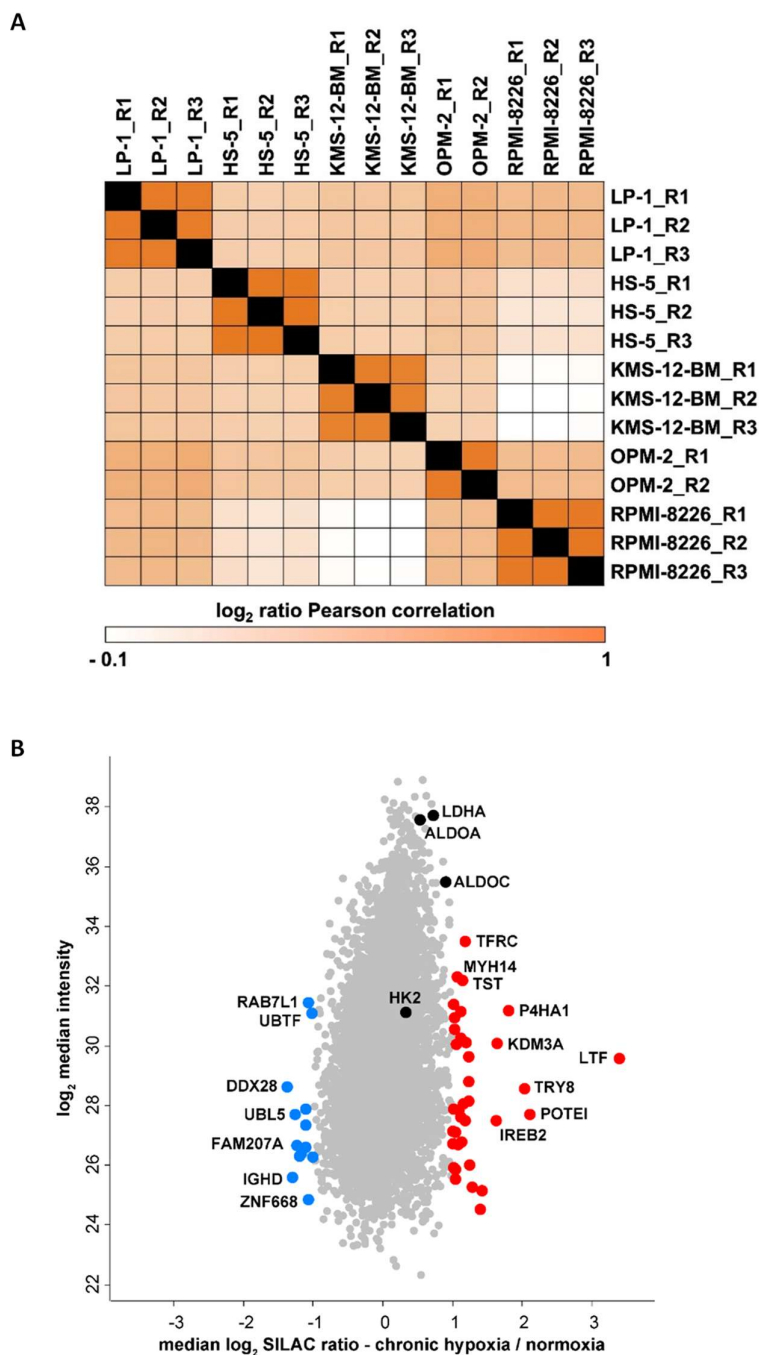 A
LP-1_R1
LP-1_R2
LP-1_R3
HS-5_R1
HS-5_R2
HS-5_R3
KMS-12-BM_R1
KMS-12-BM_R2
KMS-12-BM_R3
OPM-2_R1
OPM-2_R2
RPMI-8226_R1
RPMI-8226_R2
RPMI-8226_R3
LP-1_R1
LP-1_R2
LP-1_R3
HS-5_R1
HS-5_R2
HS-5_R3
KMS-12-BM_R1
KMS-12-BM_R2
KMS-12-BM_R3
OPM-2_R1
OPM-2_R2
RPMI-8226_R1
RPMI-8226_R2
RPMI-8226_R3
log₂ ratio Pearson correlation
- 0.1 1
B
log₂ median intensity
38
36
34
32
30
28
26
24
22
LDHA
ALDOA
ALDOC
TFRC
MYH14
TST
HK2
P4HA1
RAB7L1
UBTF
KDM3A
LTF
DDX28
TRY8
UBL5
POTEI
IREB2
FAM207A
IGHD
ZNF668
-3 -2 -1 0 1 2 3
median log₂ SILAC ratio - chronic hypoxia / normoxia